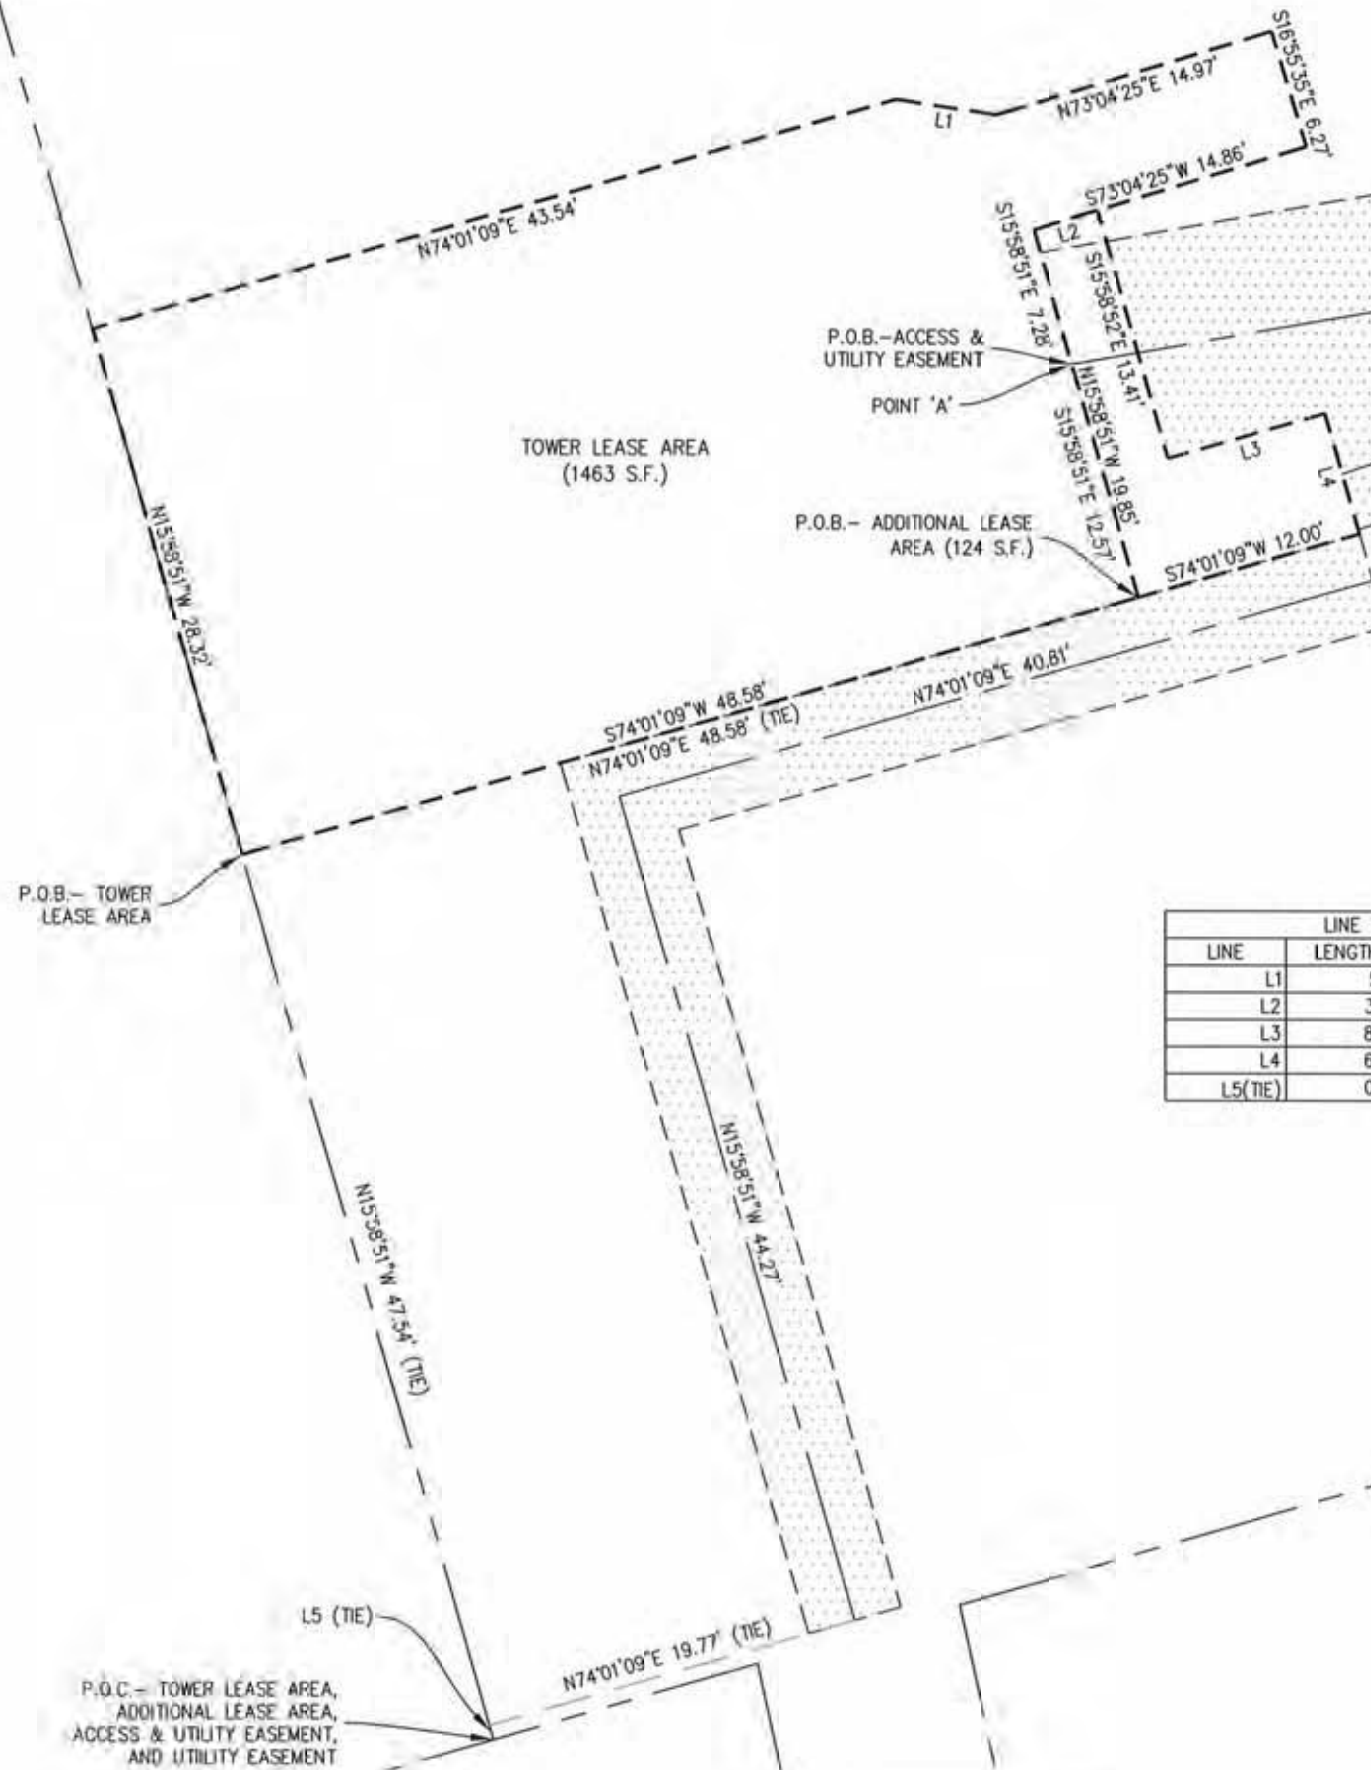 S16°55'35"E 6.27'
N73°04'25"E 14.97'
L1
S73°04'25"W 14.86'
N74°01'09"E 43.54'
L2
S15°58'51"E 7.28'
S15°58'52"E 13.41'
P.O.B.-ACCESS &
UTILITY EASEMENT
POINT 'A'
N15°58'51"W 19.85'
S15°58'51"E 12.57'
L3
L4
TOWER LEASE AREA
(1463 S.F.)
P.O.B.- ADDITIONAL LEASE
AREA (124 S.F.)
S74°01'09"W 12.00'
N15°58'51"W 28.32'
N74°01'09"E 40.81'
S74°01'09"W 48.58'
N74°01'09"E 48.58' (TIE)
P.O.B.- TOWER
LEASE AREA
LINE
LINE LENGTH
L1
L2 3
L3 8
L4 6
L5(TIE)
N15°58'51"W 44.27'
N15°58'51"W 47.54' (TIE)
L5 (TIE)
N74°01'09"E 19.77' (TIE)
P.O.C.- TOWER LEASE AREA,
ADDITIONAL LEASE AREA,
ACCESS & UTILITY EASEMENT,
AND UTILITY EASEMENT